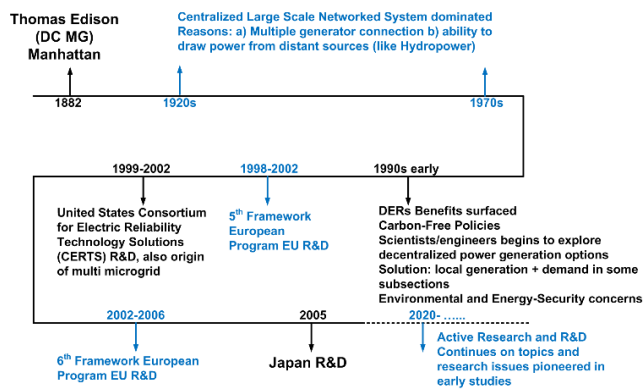 Thomas Edison
(DC MG)
Manhattan
Centralized Large Scale Networked System dominated
Reasons: a) Multiple generator connection b) ability to
draw power from distant sources (like Hydropower)
1882
1920s
1970s
1999-2002
1998-2002
1990s early
United States Consortium
for Electric Reliability
Technology Solutions
(CERTS) R&D, also origin
of multi microgrid
5th Framework
European
Program EU R&D
DERs Benefits surfaced
Carbon-Free Policies
Scientists/engineers begins to explore
decentralized power generation options
Solution: local generation + demand in some
subsections
Environmental and Energy-Security concerns
2002-2006
2005
2020- …...
6th Framework European
Program EU R&D
Japan R&D
Active Research and R&D
Continues on topics and
research issues pioneered in
early studies